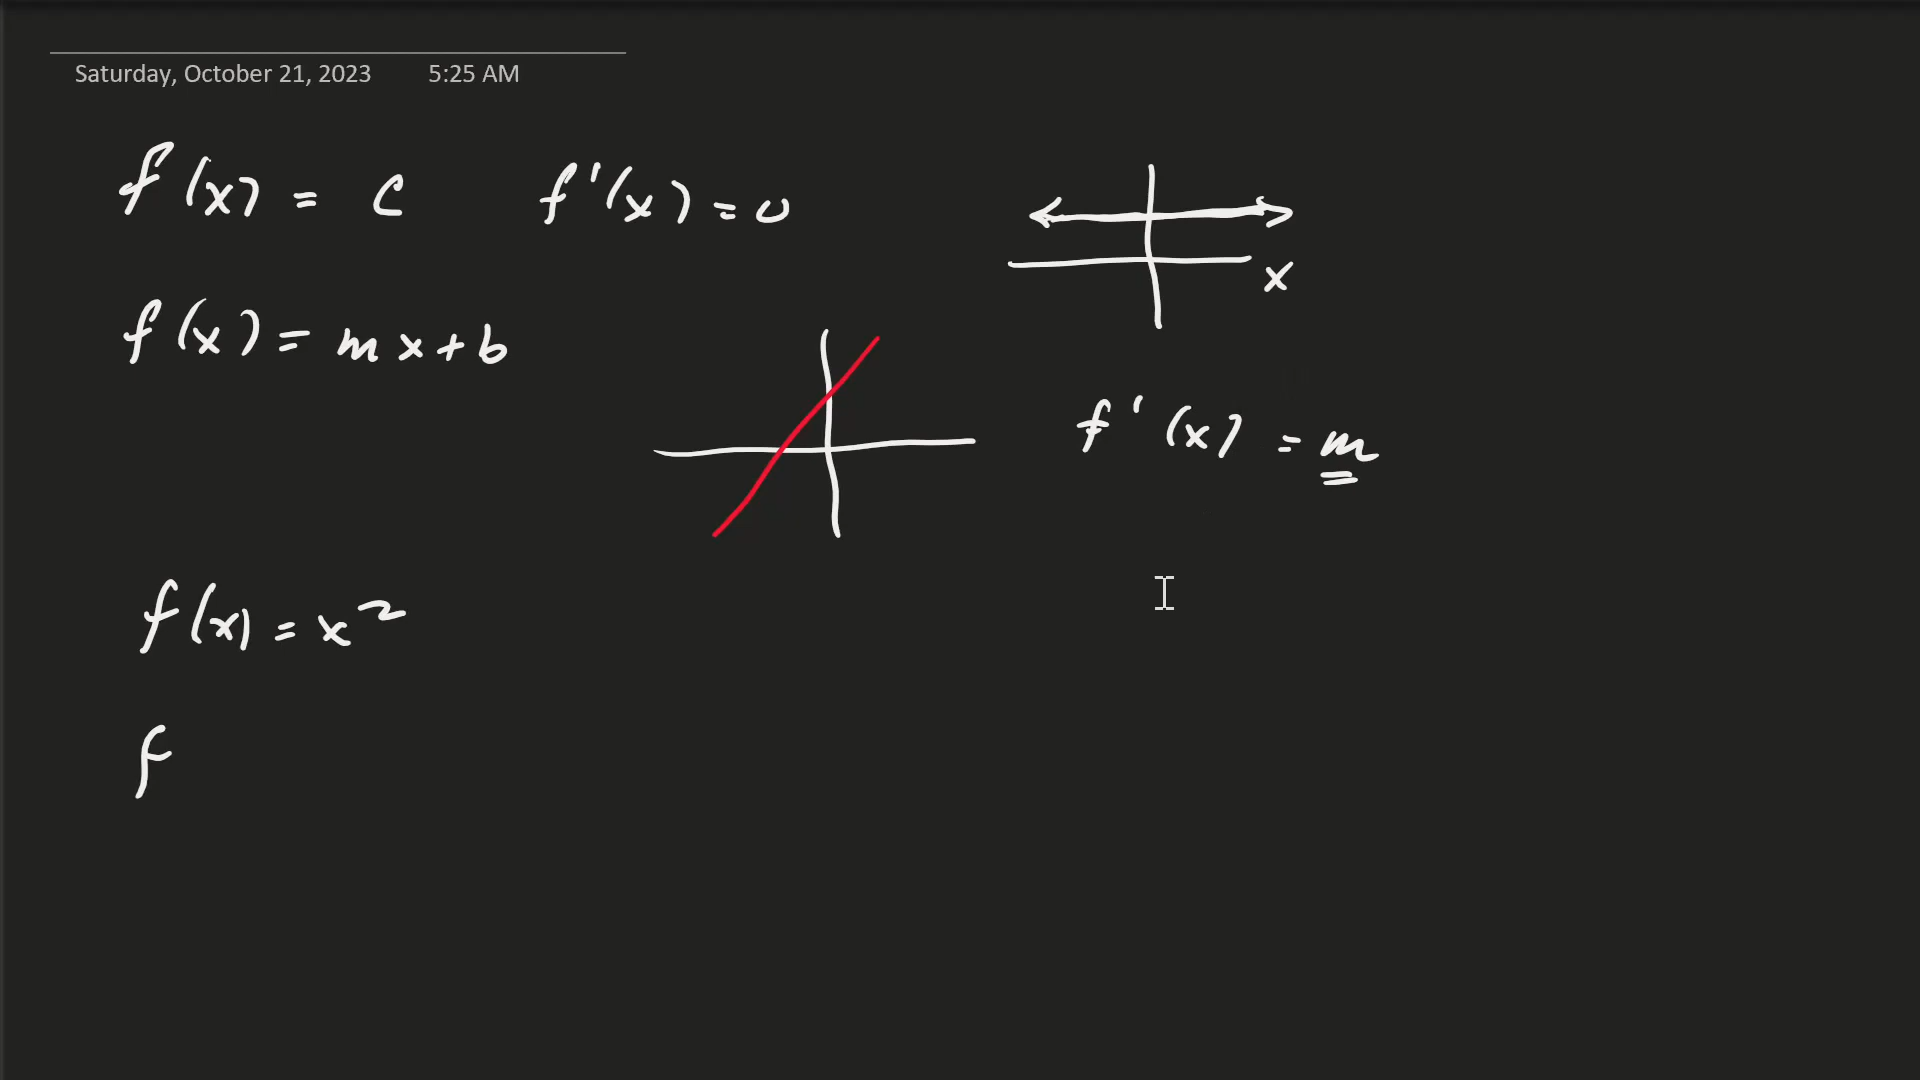 Saturday, October 21, 2023 5:25 AM
f(x) = c f'(x) = 0
x
f(x) = mx+b
f'(x) = m
f(x) = x²
f